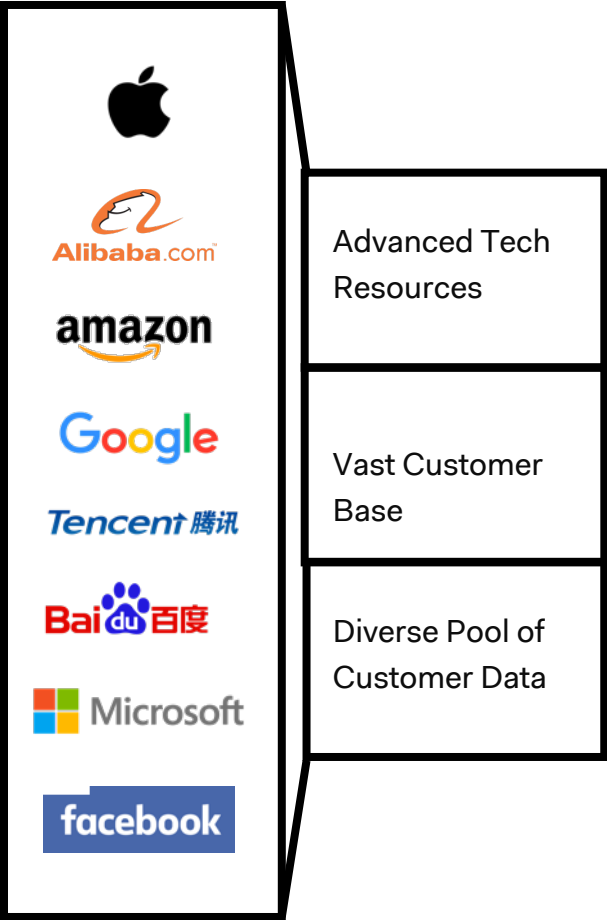 Alibaba.com
amazon
Google
Tencent 腾讯
Bai du 百度
Microsoft
facebook
Advanced Tech
Resources
Vast Customer
Base
Diverse Pool of
Customer Data